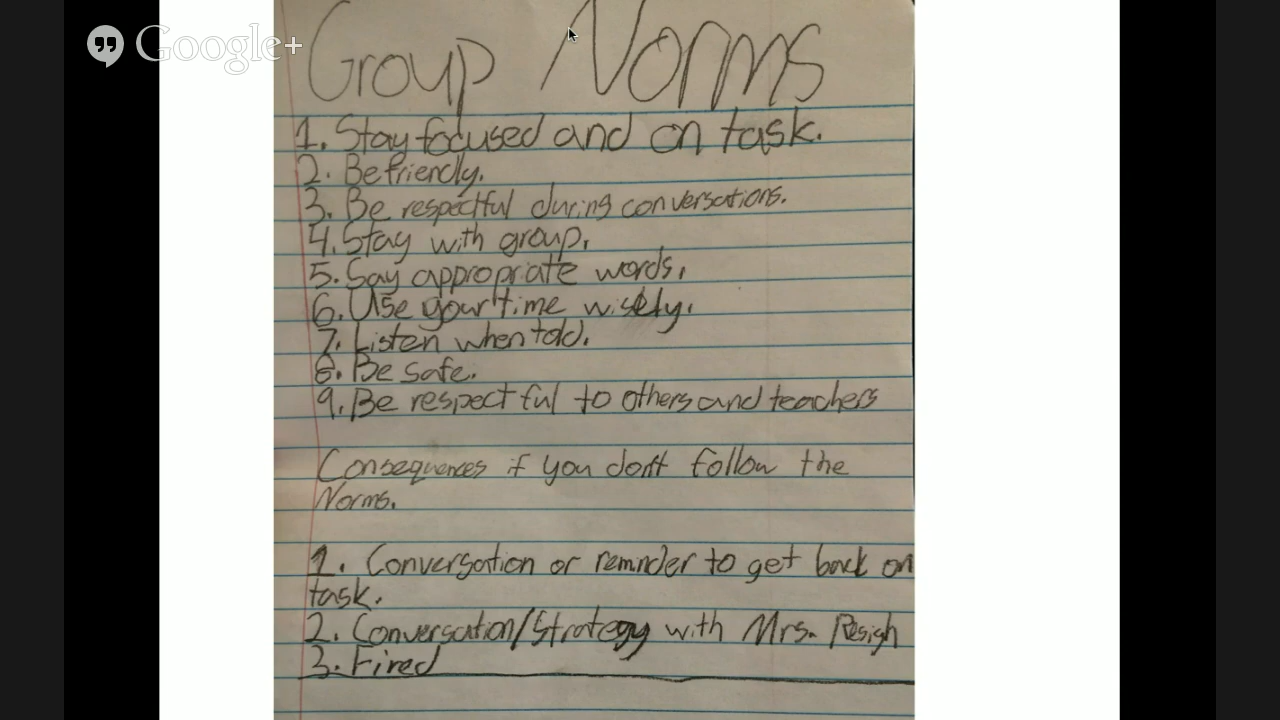 Google+
Group Norms
1. Stay focused and on task.
2. Be friendly.
3. Be respectful during conversations.
4. Stay with group.
5. Say appropriate words.
6. Use your time wisely.
7. Listen when told.
8. Be safe.
9. Be respectful to others and teachers
Consequences if you don't follow the
Norms.
1. Conversation or reminder to get back on
task.
2. Conversation/Strategy with Mrs. Resigh
3. Fired